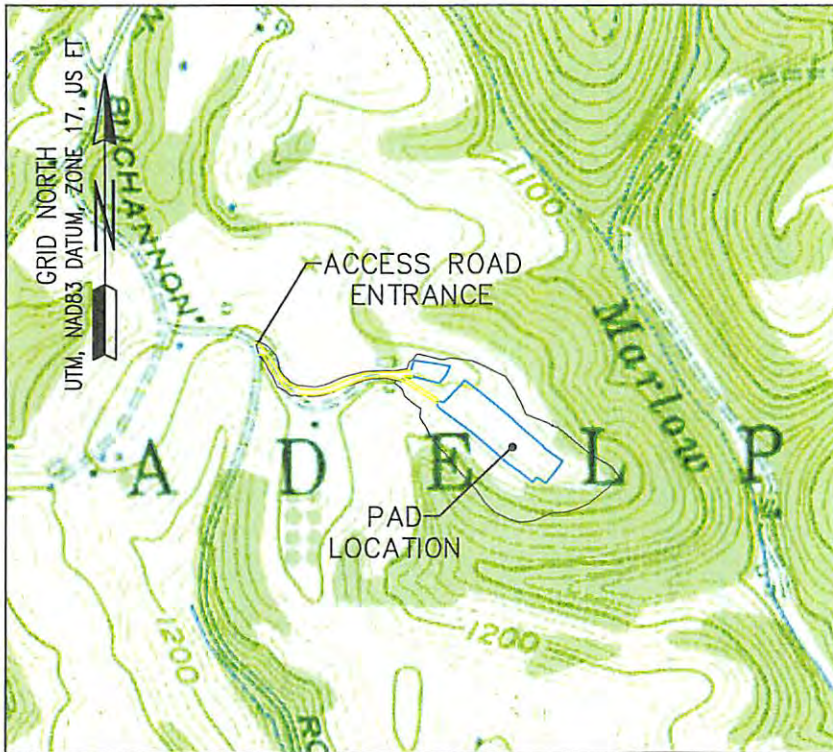 GRID NORTH
UTM, NAD83 DATUM, ZONE 17, US FT
N
BUCHANNON
1100
ACCESS ROAD
ENTRANCE
Marlow
A D E L P
PAD
LOCATION
1200
1200
RO